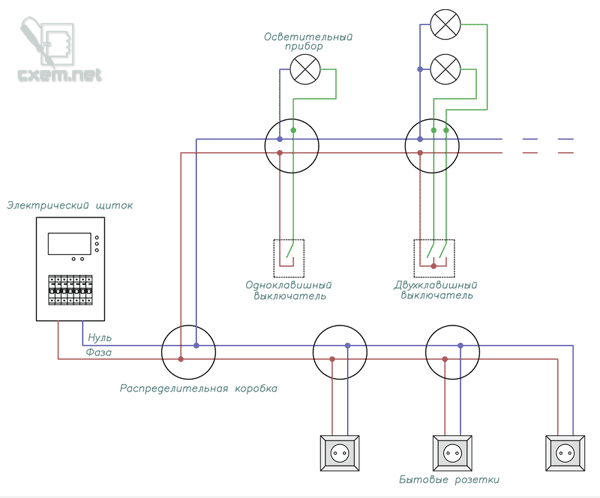 cxem.net
Осветительный
прибор
Электрический щиток
Одноклавишный
выключатель
Двухклавишный
выключатель
Нуль
Фаза
Распределительная коробка
Бытовые розетки